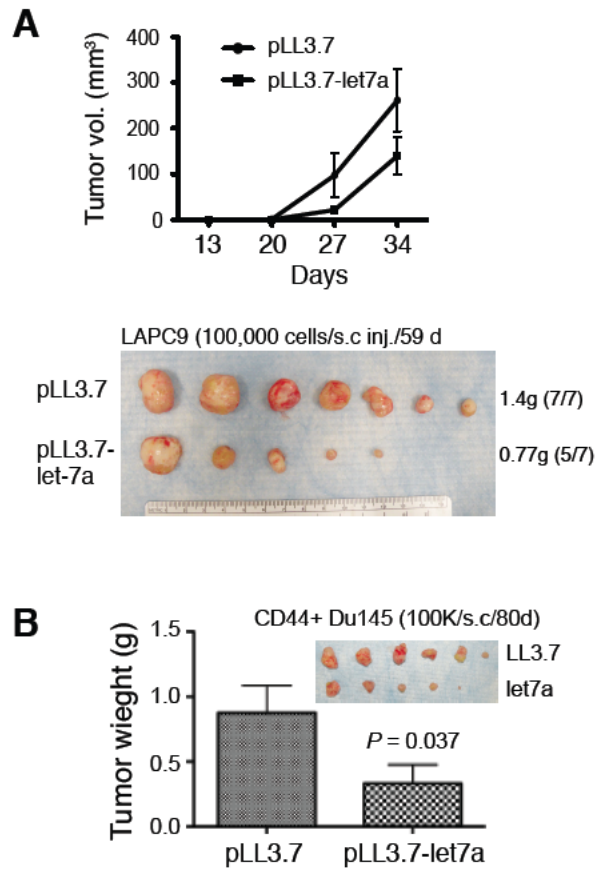 A
Tumor vol. (mm³)
400
300
200
100
0
pLL3.7
pLL3.7-let7a
13 20 27 34
Days
LAPC9 (100,000 cells/s.c inj./59 d
pLL3.7
1.4g (7/7)
pLL3.7-
let-7a
0.77g (5/7)
B
Tumor wieght (g)
1.5
1.0
0.5
0.0
CD44+ Du145 (100K/s.c/80d)
LL3.7
let7a
P = 0.037
pLL3.7 pLL3.7-let7a